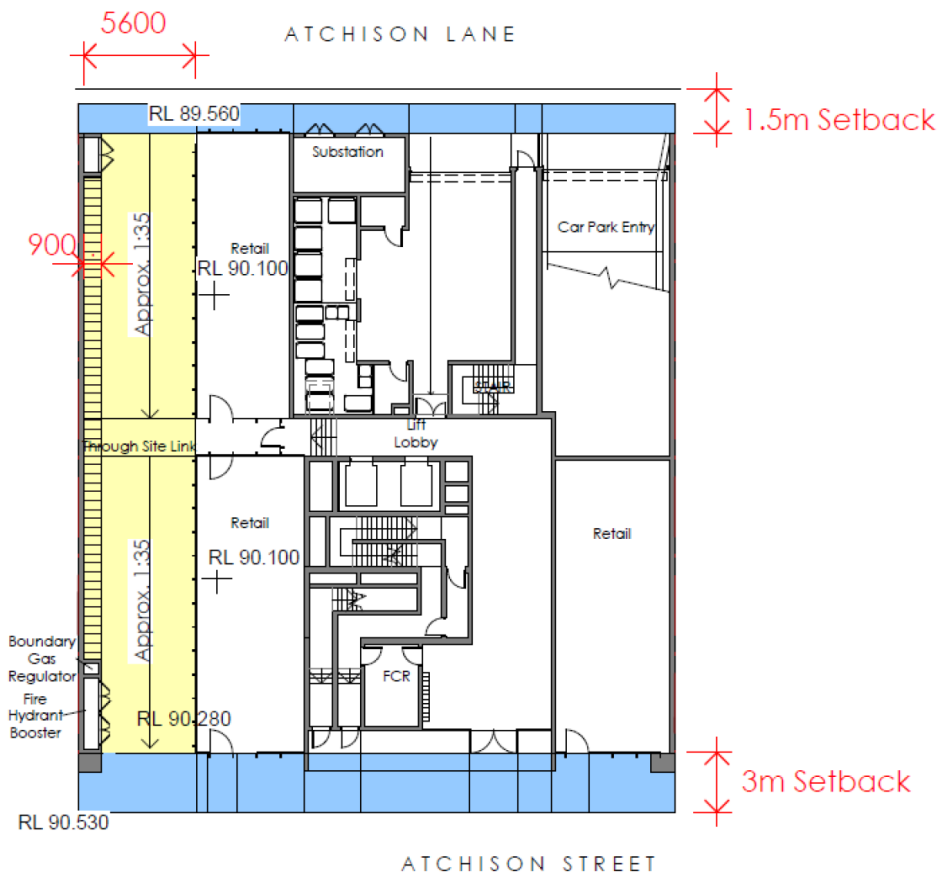 5600
ATCHISON LANE
RL 89.560
1.5m Setback
Substation
Car Park Entry
900
Approx. 1:35
Retail
RL 90.100
STAIR
Through Site Link
Lift
Lobby
Retail
RL 90.100
Retail
Approx. 1:35
Boundary
Gas
Regulator
FCR
Fire
Hydrant
Booster
RL 90.280
3m Setback
RL 90.530
ATCHISON STREET